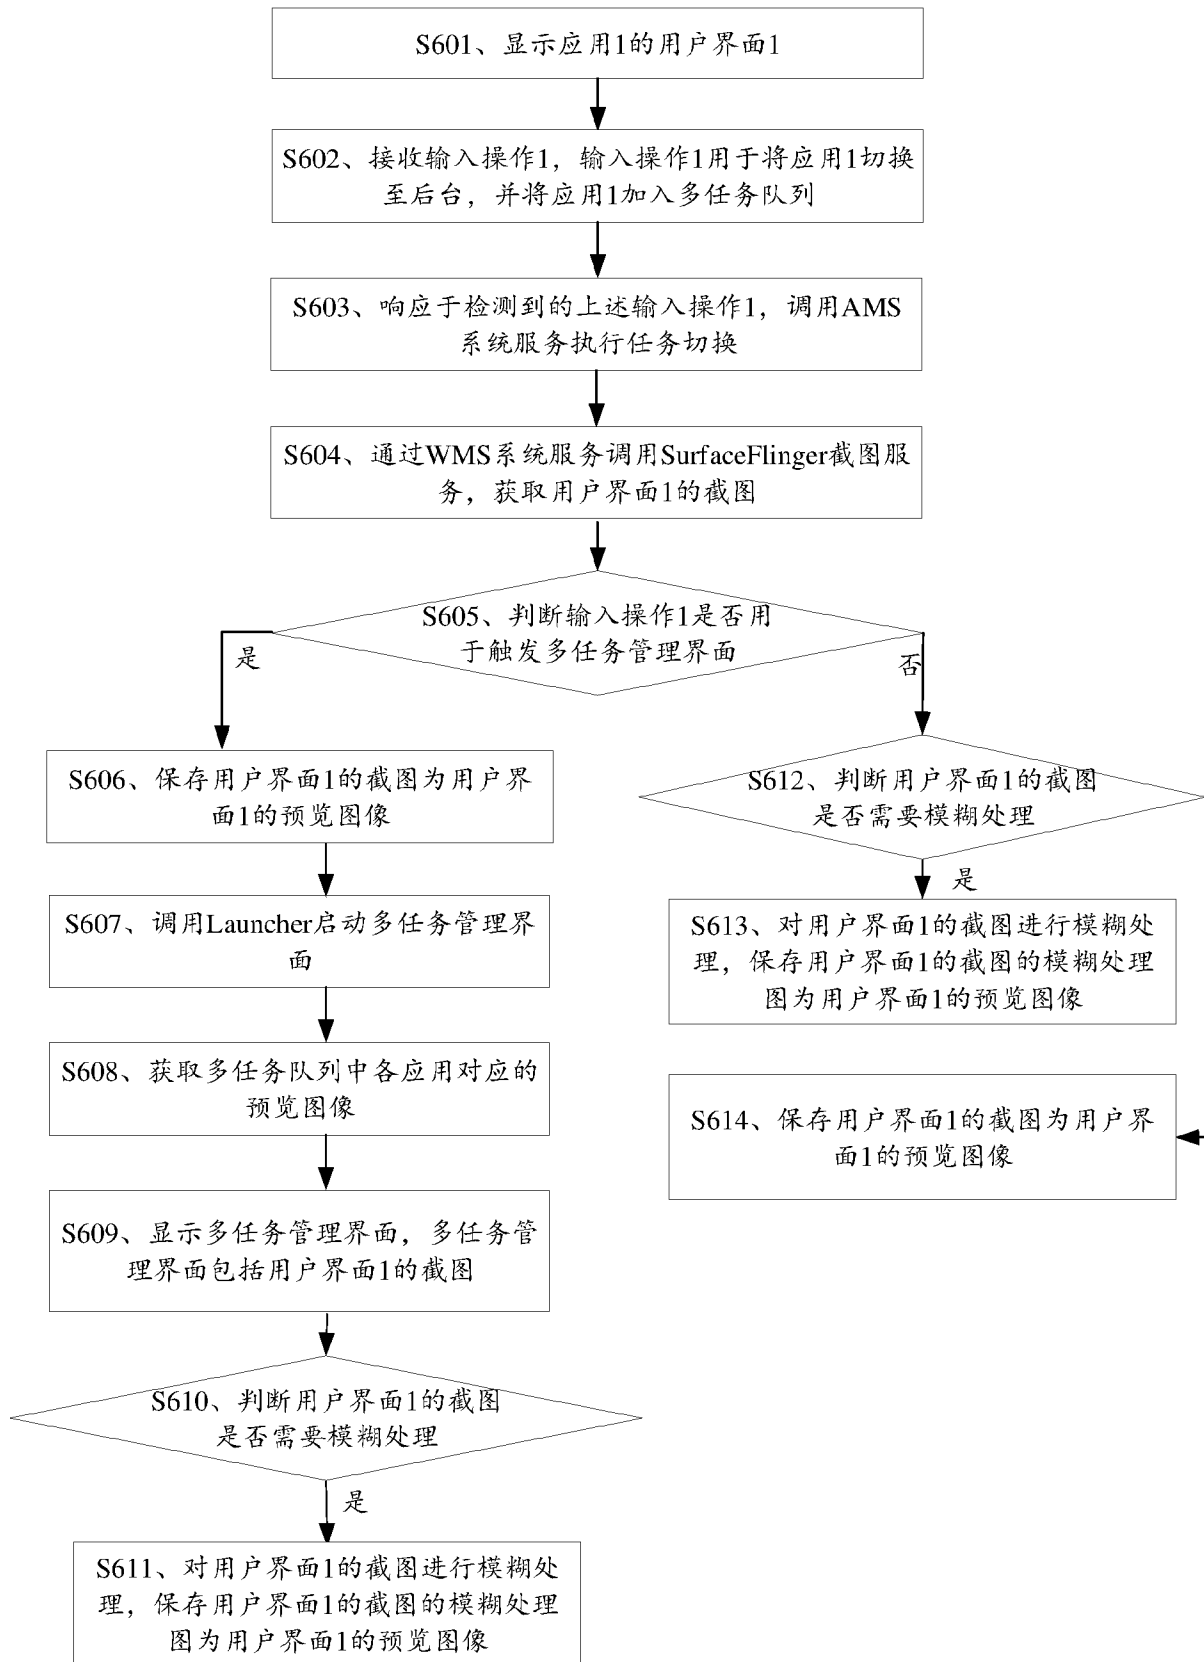 S601、显示应用1的用户界面1
S602、接收输入操作1，输入操作1用于将应用1切换
至后台，并将应用1加入多任务队列
S603、响应于检测到的上述输入操作1，调用AMS
系统服务执行任务切换
S604、通过WMS系统服务调用SurfaceFlinger截图服
务，获取用户界面1的截图
S605、判断输入操作1是否用
于触发多任务管理界面
是
否
S606、保存用户界面1的截图为用户界
面1的预览图像
S607、调用Launcher启动多任务管理界
面
S608、获取多任务队列中各应用对应的
预览图像
S609、显示多任务管理界面，多任务管
理界面包括用户界面1的截图
S610、判断用户界面1的截图
是否需要模糊处理
是
S611、对用户界面1的截图进行模糊处
理，保存用户界面1的截图的模糊处理
图为用户界面1的预览图像
S612、判断用户界面1的截图
是否需要模糊处理
是
S613、对用户界面1的截图进行模糊处
理，保存用户界面1的截图的模糊处理
图为用户界面1的预览图像
S614、保存用户界面1的截图为用户界
面1的预览图像